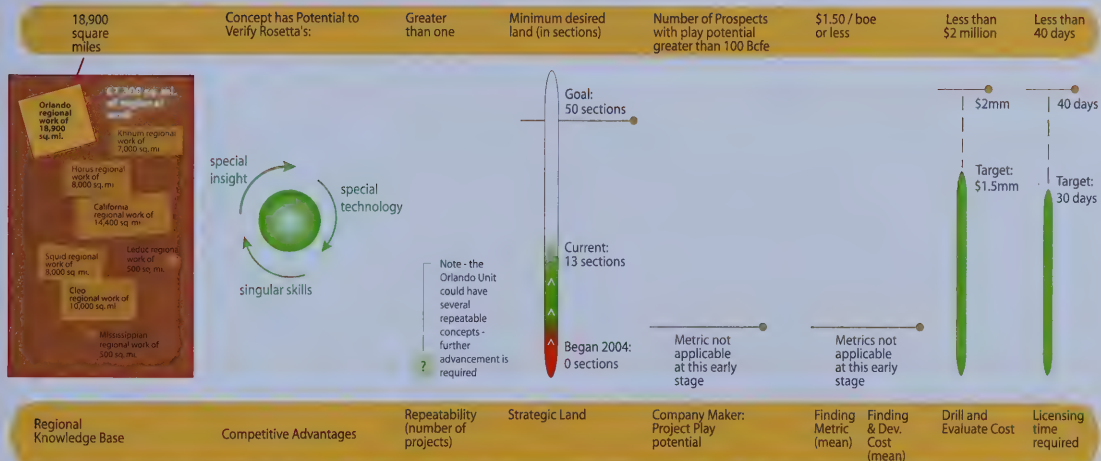 18,900
square
miles
Concept has Potential to
Verify Rosetta's:
Greater
than one
Minimum desired
land (in sections)
Number of Prospects
with play potential
greater than 100 Bcfe
$1.50 / boe
or less
Less than
$2 million
Less than
40 days
Orlando
regional
work of
18,900
sq. mi.
67,300 sq. mi.
of regional
work
Khnum regional
work of
7,000 sq. mi.
Horus regional
work of
8,000 sq. mi.
California
regional work of
14,400 sq. mi.
Squid regional
work of
8,000 sq. mi.
Leduc regional
work of
500 sq. mi.
Cleo
regional work of
10,000 sq. mi.
Mississippian
regional work of
500 sq. mi.
special
insight
special
technology
singular skills
Note - the
Orlando Unit
could have
several
repeatable
concepts -
further
advancement is
required
?
Goal:
50 sections
Current:
13 sections
Began 2004:
0 sections
Metric not
applicable
at this early
stage
Metrics not
applicable
at this early
stage
$2mm
Target:
$1.5mm
40 days
Target:
30 days
Regional
Knowledge Base
Competitive Advantages
Repeatability
(number of
projects)
Strategic Land
Company Maker:
Project Play
potential
Finding
Metric
(mean)
Finding
& Dev.
Cost
(mean)
Drill and
Evaluate Cost
Licensing
time
required